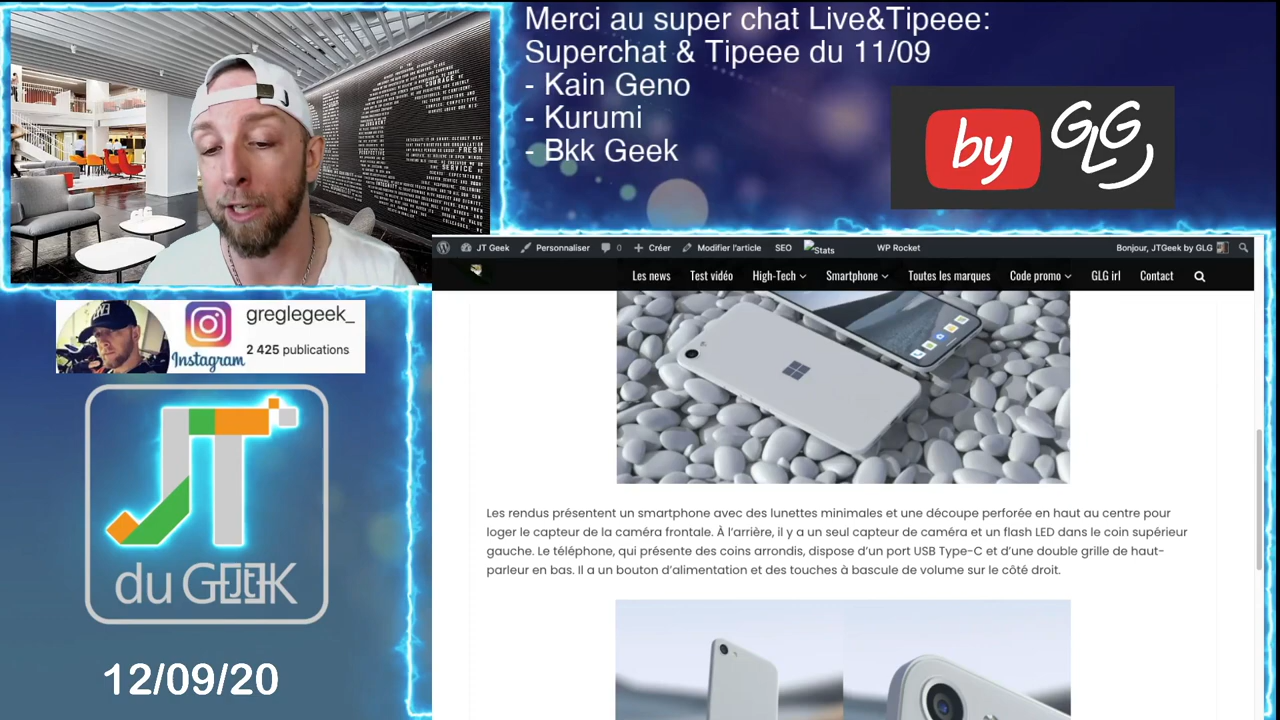 Merci au super chat Live&Tipeee:
Superchat & Tipeee du 11/09
- Kain Geno
- Kurumi
- Bkk Geek
by GLG
COURAGE
FRESH
SERVICE
greglegeek_
Instagram
2 425 publications
JT
du GEEK
12/09/20
JT Geek Personnaliser 0 Créer Modifier l'article SEO Stats WP Rocket Bonjour, JTGeek by GLG
Les news Test vidéo High-Tech Smartphone Toutes les marques Code promo GLG irl Contact
Les rendus présentent un smartphone avec des lunettes minimales et une découpe perforée en haut au centre pour
loger le capteur de la caméra frontale. À l'arrière, il y a un seul capteur de caméra et un flash LED dans le coin supérieur
gauche. Le téléphone, qui présente des coins arrondis, dispose d'un port USB Type-C et d'une double grille de haut-
parleur en bas. Il a un bouton d'alimentation et des touches à bascule de volume sur le côté droit.